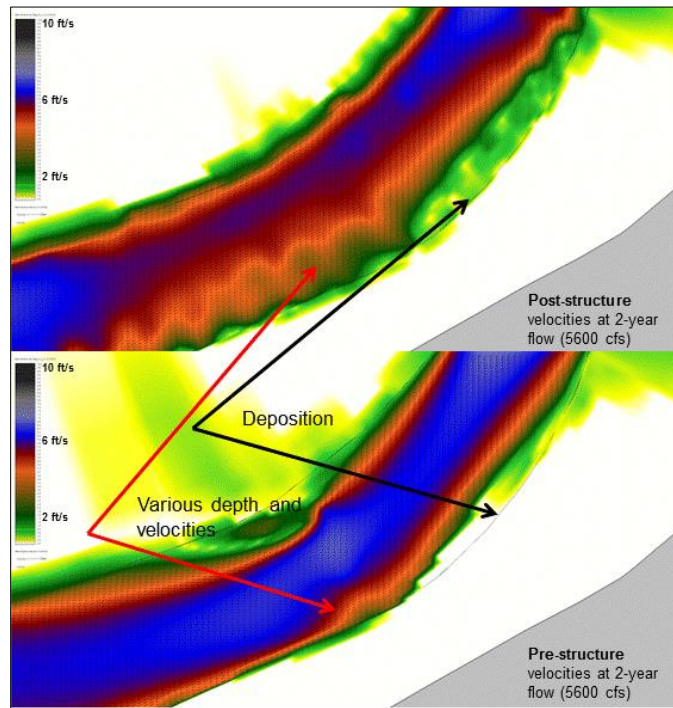 10 ft/s
6 ft/s
2 ft/s
Post-structure
velocities at 2-year
flow (5600 cfs)
10 ft/s
6 ft/s
2 ft/s
Deposition
Various depth and
velocities
Pre-structure
velocities at 2-year
flow (5600 cfs)